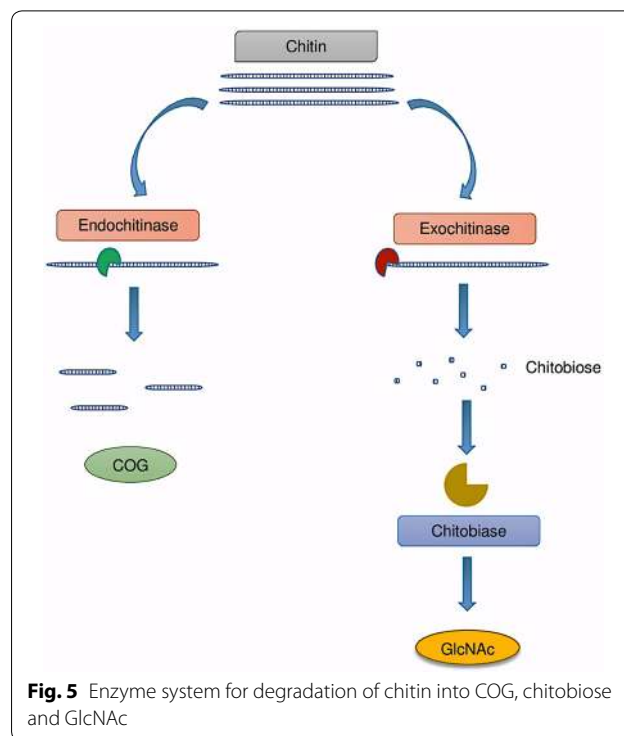 Chitin
Endochitinase
Exochitinase
Chitobiose
COG
Chitobiase
GlcNAc
Fig. 5 Enzyme system for degradation of chitin into COG, chitobiose
and GlcNAc